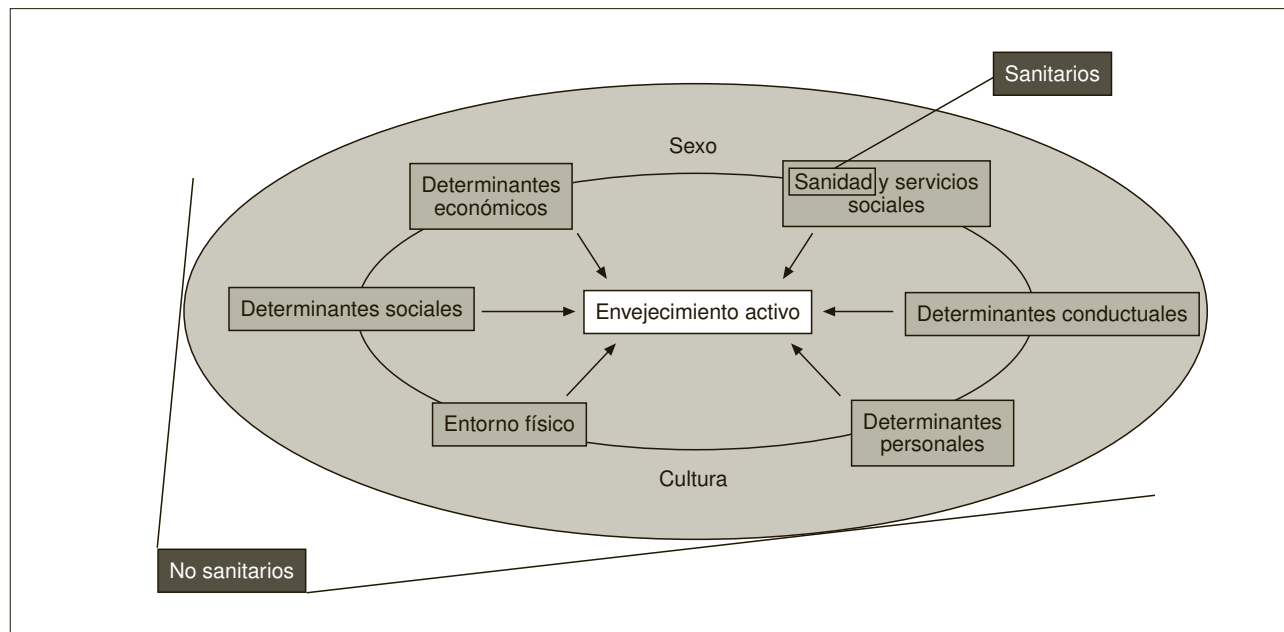 Sanitarios
Sexo
Determinantes
económicos
Sanidad y servicios
sociales
Determinantes sociales
Envejecimiento activo
Determinantes conductuales
Entorno físico
Determinantes
personales
Cultura
No sanitarios